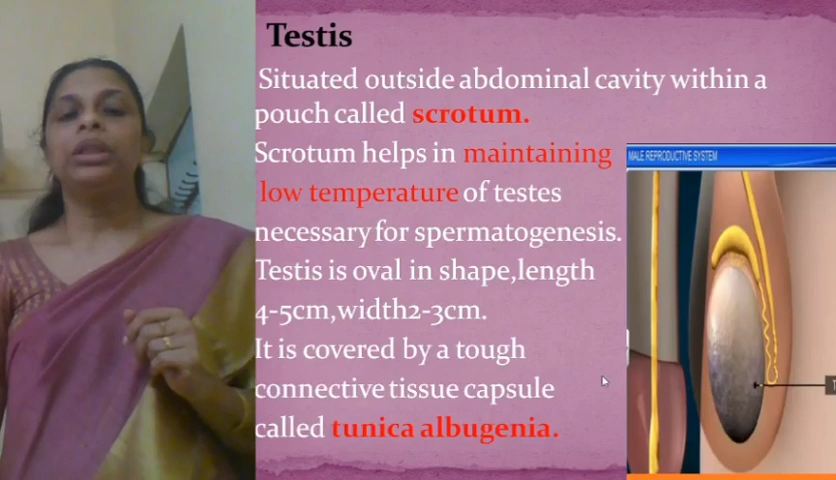 Testis
Situated outside abdominal cavity within a
pouch called scrotum.
Scrotum helps in maintaining
low temperature of testes
necessary for spermatogenesis.
Testis is oval in shape,length
4-5cm,width2-3cm.
It is covered by a tough
connective tissue capsule
called tunica albugenia.
MALE REPRODUCTIVE SYSTEM